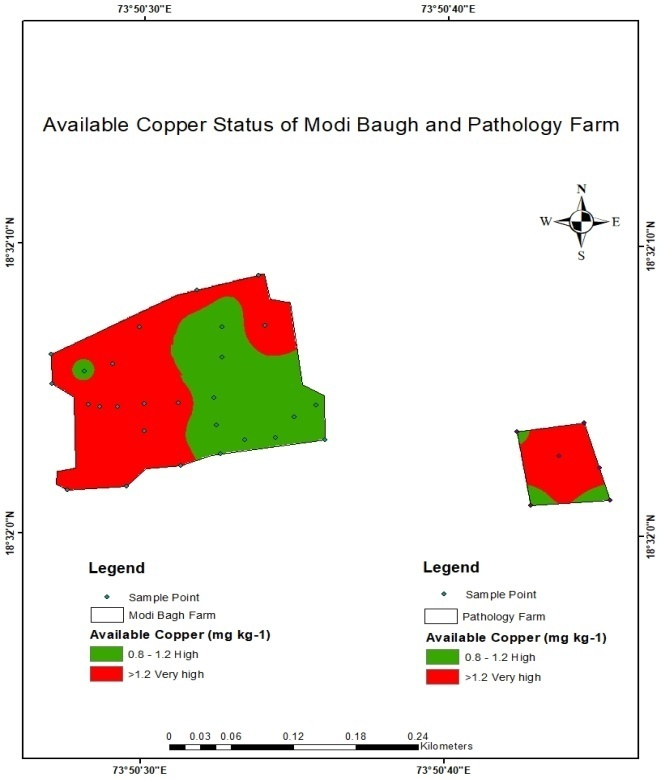 73°50'30"E 73°50'40"E
Available Copper Status of Modi Baugh and Pathology Farm
N
W E
S
18°32'10"N 18°32'10"N
18°32'0"N 18°32'0"N
Legend
Sample Point
Modi Bagh Farm
Available Copper (mg kg-1)
0.8 - 1.2 High
>1.2 Very high
Legend
Sample Point
Pathology Farm
Available Copper (mg kg-1)
0.8 - 1.2 High
>1.2 Very high
0 0.03 0.06 0.12 0.18 0.24
Kilometers
73°50'30"E 73°50'40"E